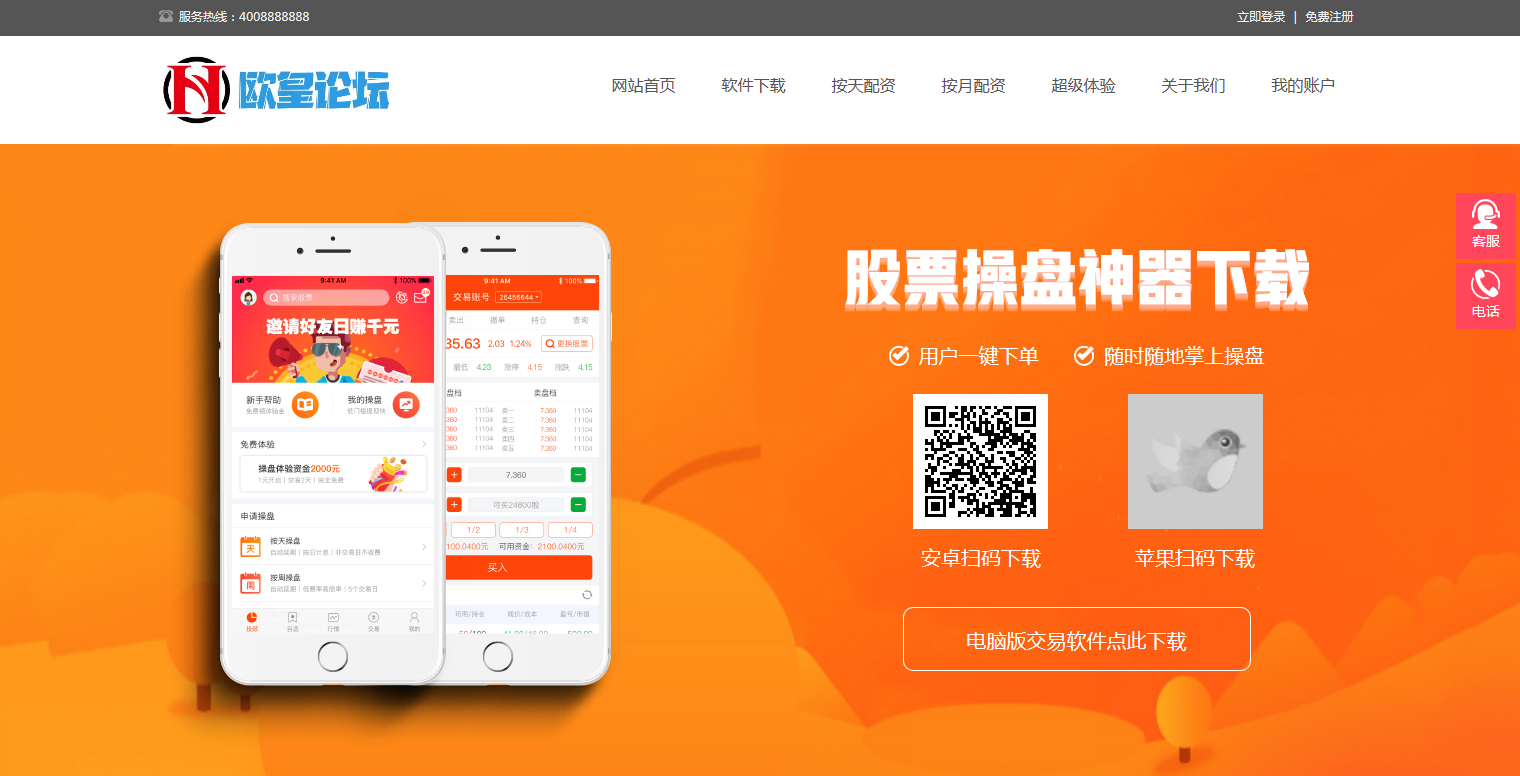 服务热线：4008888888
立即登录 | 免费注册
欧皇论坛
网站首页 软件下载 按天配资 按月配资 超级体验 关于我们 我的账户
客服
电话
9:41 AM 100%
搜索股票
邀请好友日赚千元
新手帮助
免费领体验金
我的操盘
低门槛提现快
免费体验
操盘体验资金2000元
1元开启 | 交易2天 | 完全免费
申请操盘
天
按天操盘
自动延期 | 按日计息 | 非交易日不收费
周
按周操盘
自动延期 | 低费率高倍率 | 5个交易日
自选 行情 交易 我的
9:41 AM 100%
交易账号 26456644
卖出 撤单 持仓 查询
35.63 2.03 1.24% 更换股票
最低 4.23 涨停 4.15 涨跌 4.15
盘档 卖盘档
360 11104 卖一 7.360 11104
360 11104 卖二 7.360 11104
360 11104 卖三 7.360 11104
360 11104 卖四 7.360 11104
360 11104 卖五 7.360 11104
+ 7.360 −
+ 可买24800股 −
1/2 1/3 1/4
100.0400元 可用资金：2100.0400元
买入
可用/持仓 现价/成本 盈亏/市值
股票操盘神器下载
用户一键下单 随时随地掌上操盘
安卓扫码下载 苹果扫码下载
电脑版交易软件点此下载